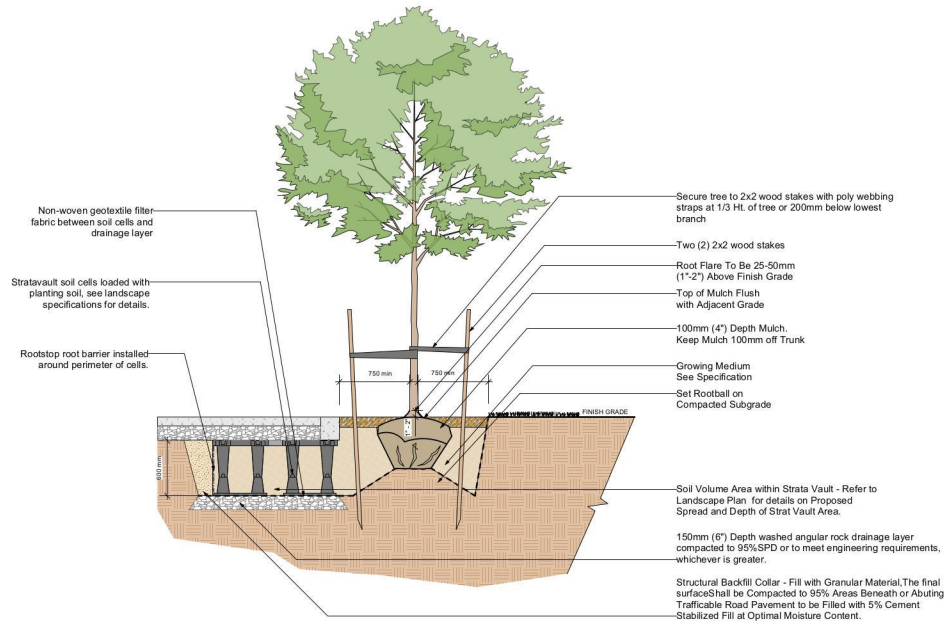 Non-woven geotextile filter
fabric between soil cells and
drainage layer
Stratavault soil cells loaded with
planting soil, see landscape
specifications for details.
Rootstop root barrier installed
around perimeter of cells.
Secure tree to 2x2 wood stakes with poly webbing
straps at 1/3 Ht. of tree or 200mm below lowest
branch
Two (2) 2x2 wood stakes
Root Flare To Be 25-50mm
(1"-2") Above Finish Grade
Top of Mulch Flush
with Adjacent Grade
100mm (4") Depth Mulch.
Keep Mulch 100mm off Trunk
Growing Medium
See Specification
Set Rootball on
Compacted Subgrade
750 min
750 min
1" - 2"
FINISH GRADE
600 mm
Soil Volume Area within Strata Vault - Refer to
Landscape Plan for details on Proposed
Spread and Depth of Strat Vault Area.
150mm (6") Depth washed angular rock drainage layer
compacted to 95%SPD or to meet engineering requirements,
whichever is greater.
Structural Backfill Collar - Fill with Granular Material,The final
surfaceShall be Compacted to 95% Areas Beneath or Abuting
Trafficable Road Pavement to be Filled with 5% Cement
Stabilized Fill at Optimal Moisture Content.